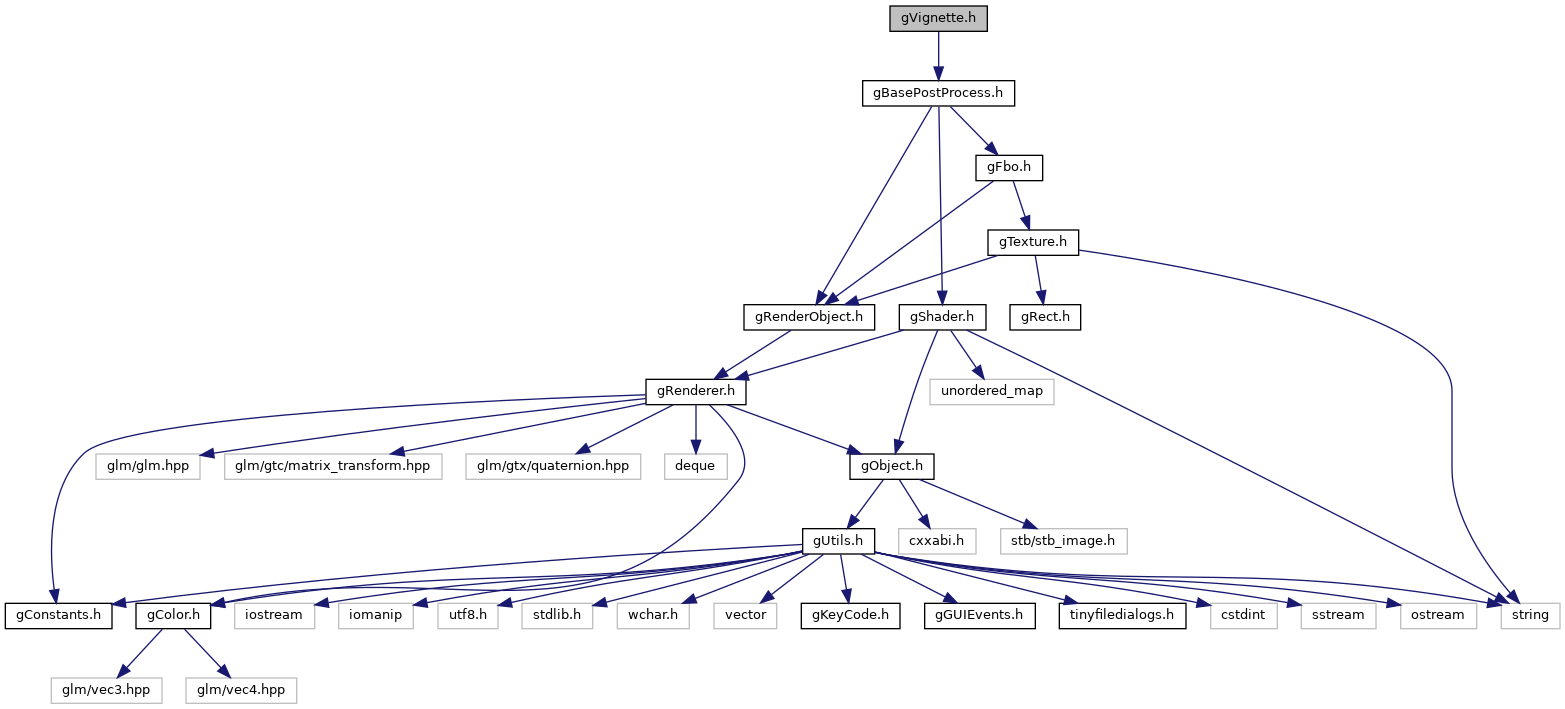 gVignette.h
gBasePostProcess.h
gFbo.h
gTexture.h
gRenderObject.h
gShader.h
gRect.h
gRenderer.h
unordered_map
glm/glm.hpp
glm/gtc/matrix_transform.hpp
glm/gtx/quaternion.hpp
deque
gObject.h
gUtils.h
cxxabi.h
stb/stb_image.h
gConstants.h
gColor.h
iostream
iomanip
utf8.h
stdlib.h
wchar.h
vector
gKeyCode.h
gGUIEvents.h
tinyfiledialogs.h
cstdint
sstream
ostream
string
glm/vec3.hpp
glm/vec4.hpp